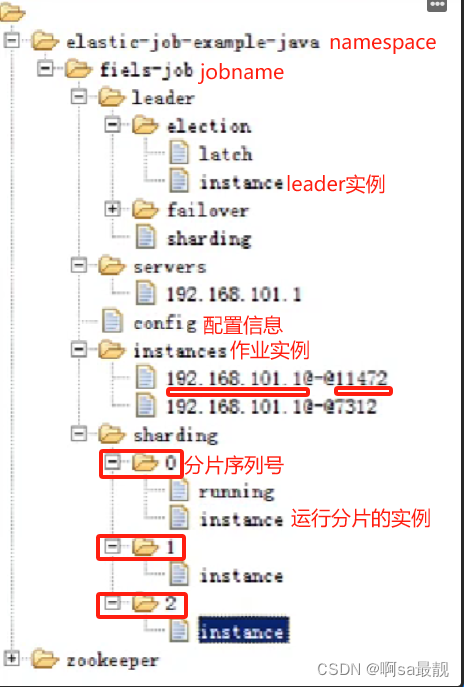 elastic-job-example-java namespace
fiels-job jobname
leader
election
latch
instance leader实例
failover
sharding
servers
192.168.101.1
config 配置信息
instances 作业实例
192.168.101.1@-@11472
192.168.101.1@-@7312
sharding
0 分片序列号
running
instance 运行分片的实例
1
instance
2
instance
zookeeper
CSDN @啊sa最靓